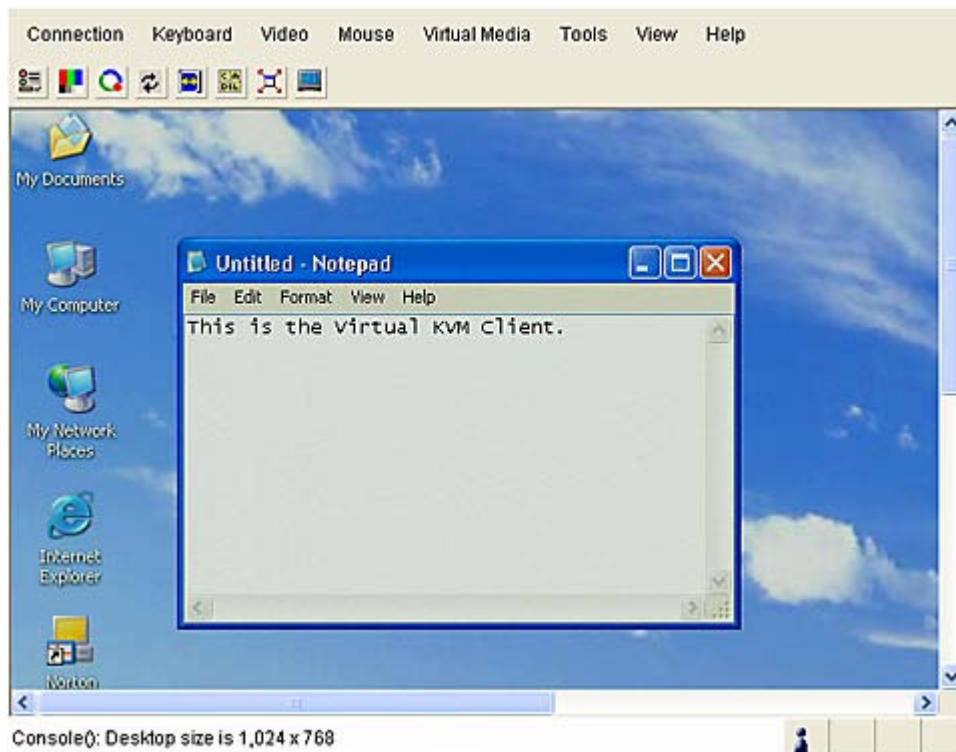 Connection Keyboard Video Mouse Virtual Media Tools View Help
My Documents
My Computer
My Network
Places
Internet
Explorer
Norton
Untitled - Notepad
File Edit Format View Help
This is the Virtual KVM Client.
Console(): Desktop size is 1,024 x 768